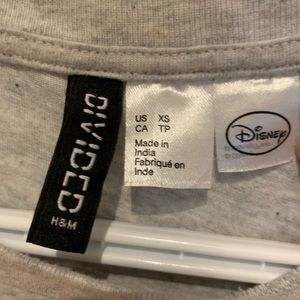 DIVIDED
H&M
US XS
CA TP
Made in
India
Fabriqué en
Inde
Disney